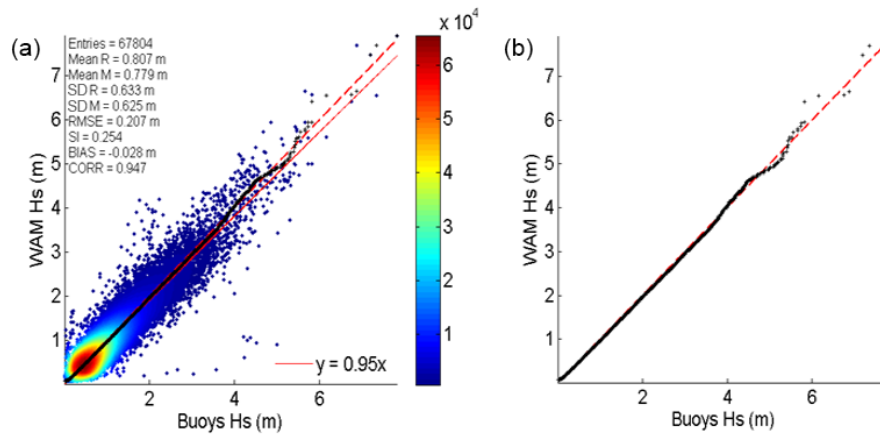 (a)
Entries = 67804
Mean R = 0.807 m
Mean M = 0.779 m
SD R = 0.633 m
SD M = 0.625 m
RMSE = 0.207 m
SI = 0.254
BIAS = -0.028 m
CORR = 0.947
WAM Hs (m)
7
6
5
4
3
2
1
2
4
6
Buoys Hs (m)
y = 0.95x
x 10⁴
6
5
4
3
2
1
(b)
WAM Hs (m)
7
6
5
4
3
2
1
2
4
6
Buoys Hs (m)